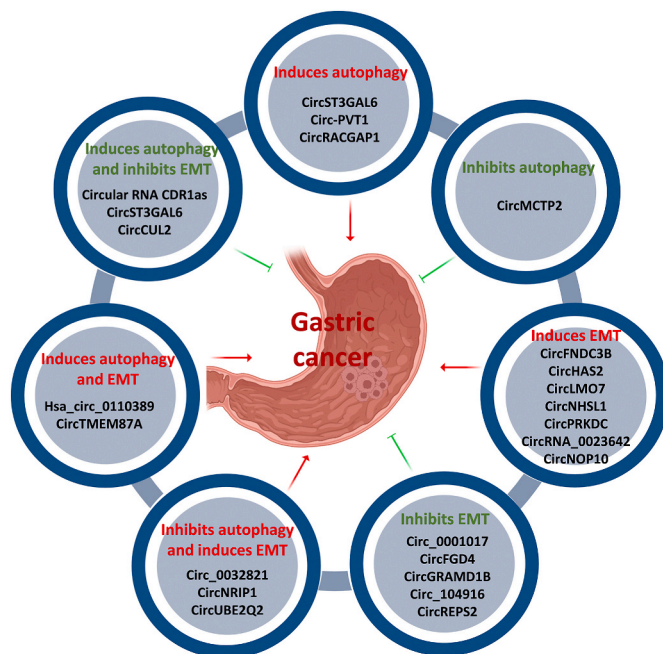 Induces autophagy
CircST3GAL6
Circ-PVT1
CircRACGAP1
Inhibits autophagy
CircMCTP2
Induces EMT
CircFNDC3B
CircHAS2
CircLMO7
CircNHSL1
CircPRKDC
CircRNA_0023642
CircNOP10
Inhibits EMT
Circ_0001017
CircFGD4
CircGRAMD1B
Circ_104916
CircREPS2
Inhibits autophagy
and induces EMT
Circ_0032821
CircNRIP1
CircUBE2Q2
Induces autophagy
and EMT
Hsa_circ_0110389
CircTMEM87A
Induces autophagy
and inhibits EMT
Circular RNA CDR1as
CircST3GAL6
CircCUL2
Gastric
cancer